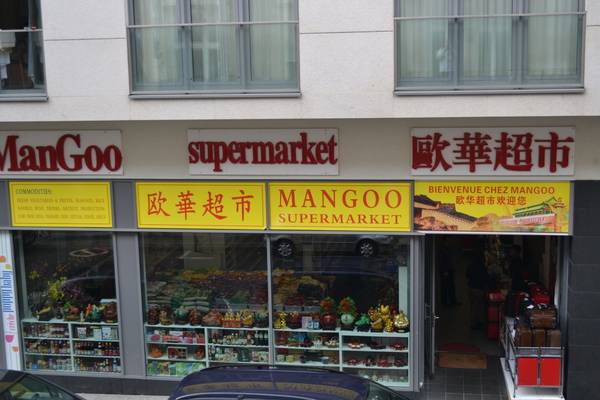 ManGoo
supermarket
歐華超市
COMMODITIES:
欧華超市
MANGOO
SUPERMARKET
BIENVENUE CHEZ MANGOO
欧华超市欢迎您